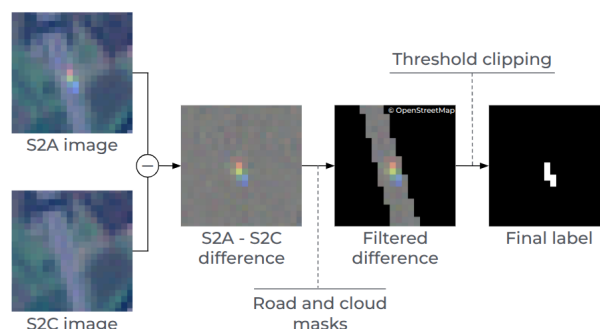 S2A image
S2C image
S2A - S2C
difference
Road and cloud
masks
© OpenStreetMap
Filtered
difference
Threshold clipping
Final label